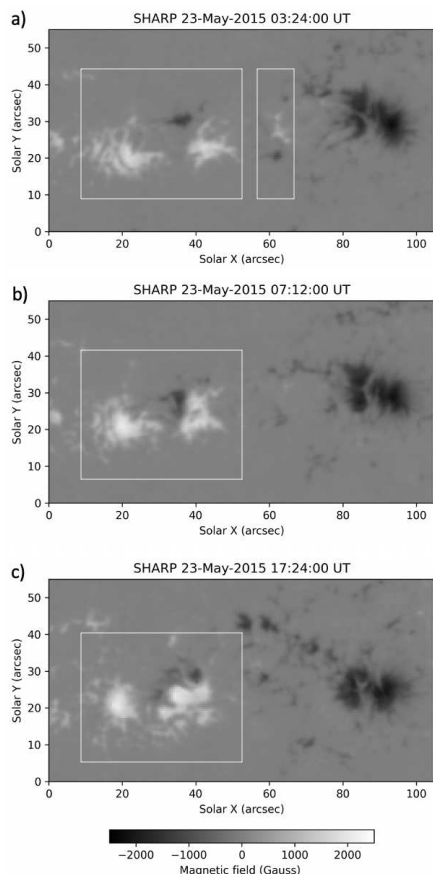 a)
SHARP 23-May-2015 03:24:00 UT
50
40
30
20
10
0
Solar Y (arcsec)
0 20 40 60 80 100
Solar X (arcsec)
b)
SHARP 23-May-2015 07:12:00 UT
50
40
30
20
10
0
Solar Y (arcsec)
0 20 40 60 80 100
Solar X (arcsec)
c)
SHARP 23-May-2015 17:24:00 UT
50
40
30
20
10
0
Solar Y (arcsec)
0 20 40 60 80 100
Solar X (arcsec)
−2000 −1000 0 1000 2000
Magnetic field (Gauss)